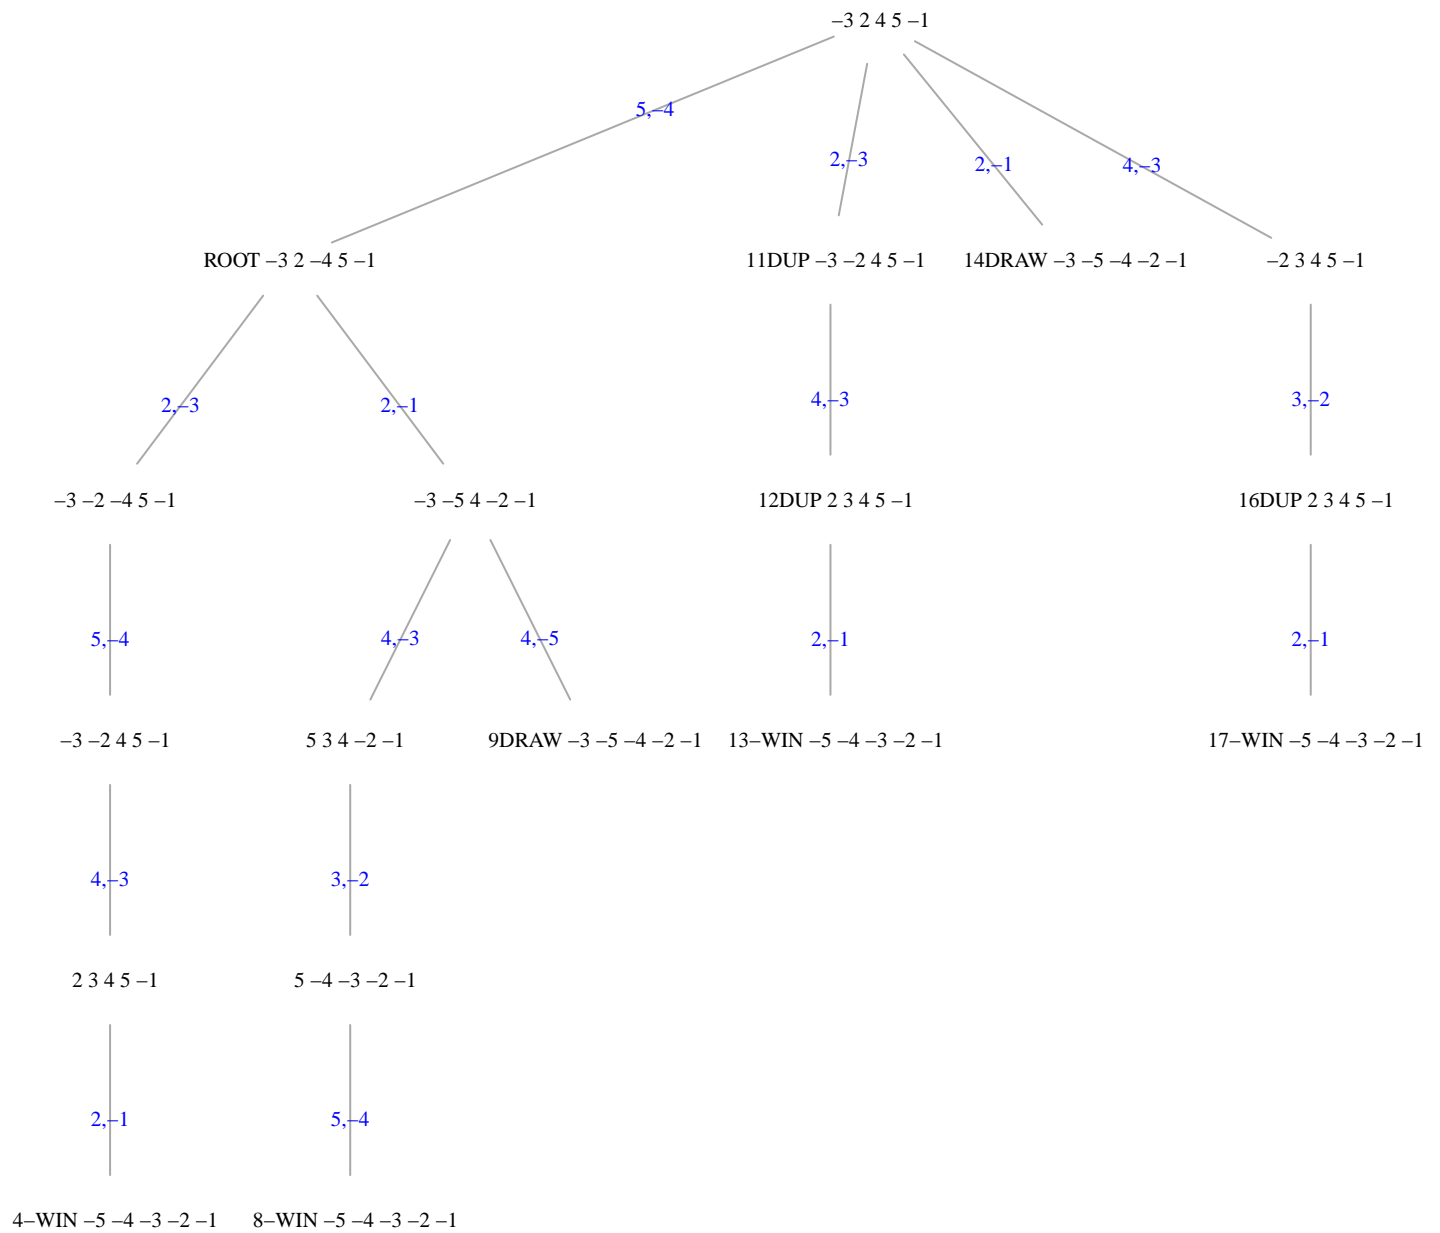 –3 2 4 5 –1
5,–4
2,–3
2,–1
4,–3
ROOT –3 2 –4 5 –1
11DUP –3 –2 4 5 –1
14DRAW –3 –5 –4 –2 –1
–2 3 4 5 –1
2,–3
2,–1
4,–3
3,–2
–3 –2 –4 5 –1
–3 –5 4 –2 –1
12DUP 2 3 4 5 –1
16DUP 2 3 4 5 –1
5,–4
4,–3
4,–5
2,–1
2,–1
–3 –2 4 5 –1
5 3 4 –2 –1
9DRAW –3 –5 –4 –2 –1
13–WIN –5 –4 –3 –2 –1
17–WIN –5 –4 –3 –2 –1
4,–3
3,–2
2 3 4 5 –1
5 –4 –3 –2 –1
2,–1
5,–4
4–WIN –5 –4 –3 –2 –1
8–WIN –5 –4 –3 –2 –1